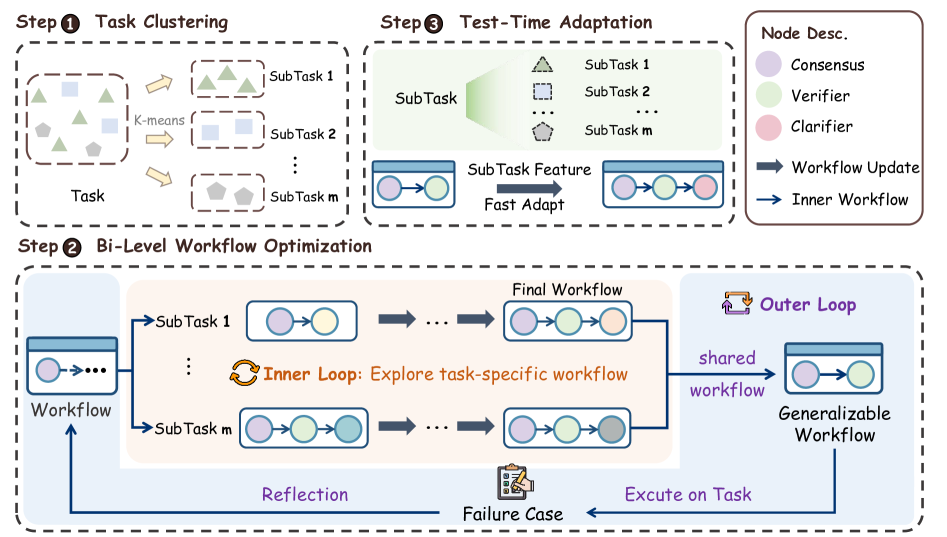 Step 1 Task Clustering
K-means
Task
SubTask 1
SubTask 2
⋮
SubTask m
Step 3 Test-Time Adaptation
SubTask
SubTask 1
SubTask 2
... ...
SubTask m
SubTask Feature
Fast Adapt
Node Desc.
Consensus
Verifier
Clarifier
Workflow Update
Inner Workflow
Step 2 Bi-Level Workflow Optimization
Workflow
SubTask 1
...
Final Workflow
⋮
Inner Loop: Explore task-specific workflow
SubTask m
...
Outer Loop
shared
workflow
Generalizable
Workflow
Reflection
Failure Case
Excute on Task